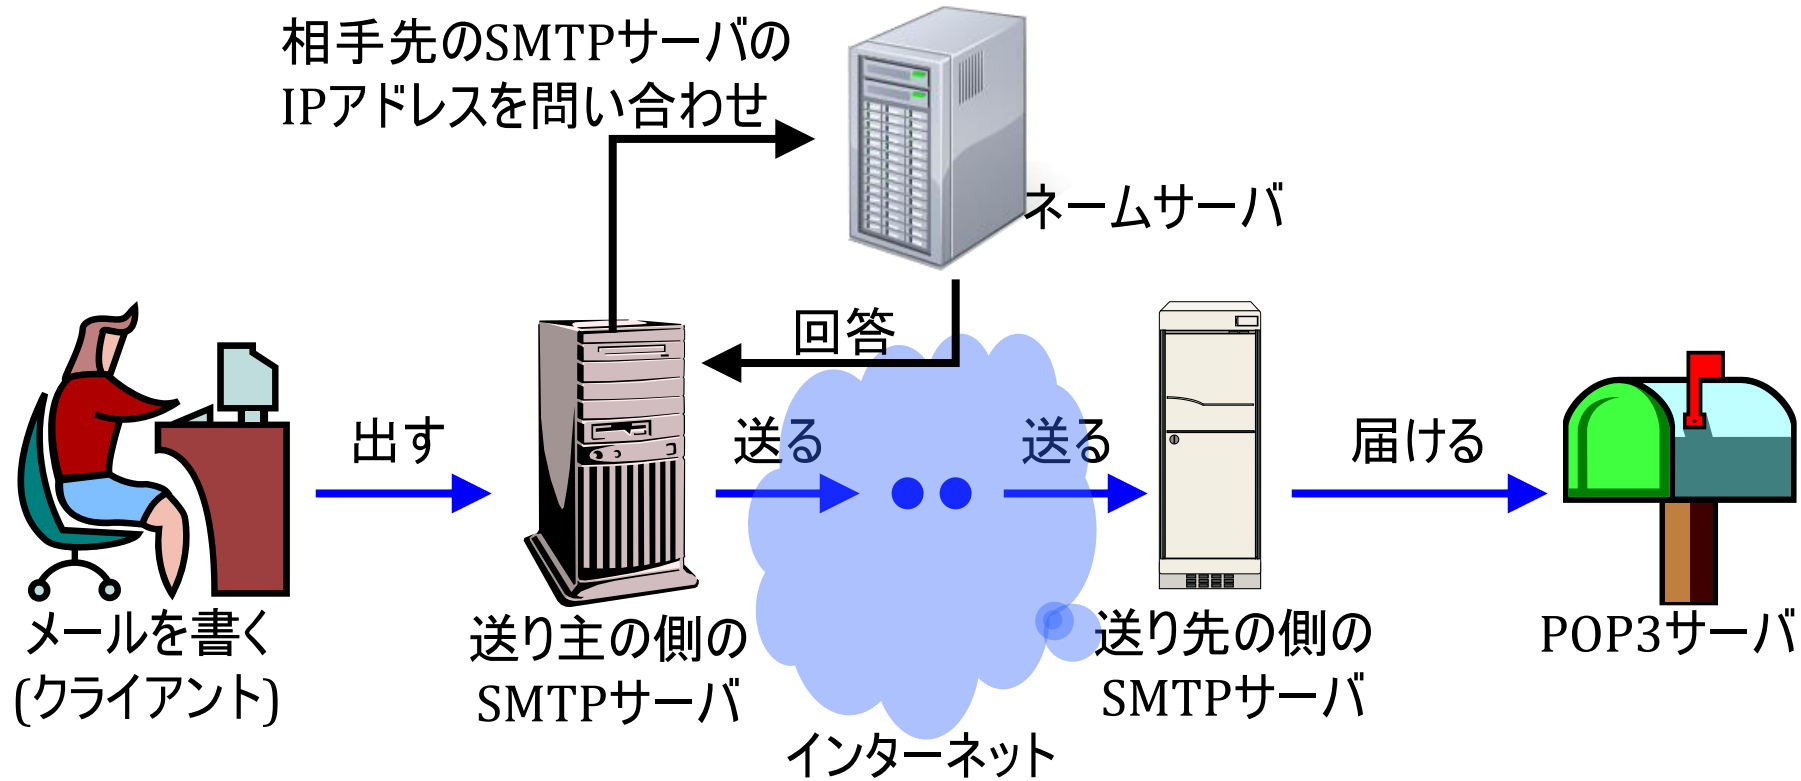 相手先のSMTPサーバの
IPアドレスを問い合わせ
ネームサーバ
回答
出す
送る
送る
届ける
メールを書く
(クライアント)
送り主の側の
SMTPサーバ
インターネット
送り先の側の
SMTPサーバ
POP3サーバ